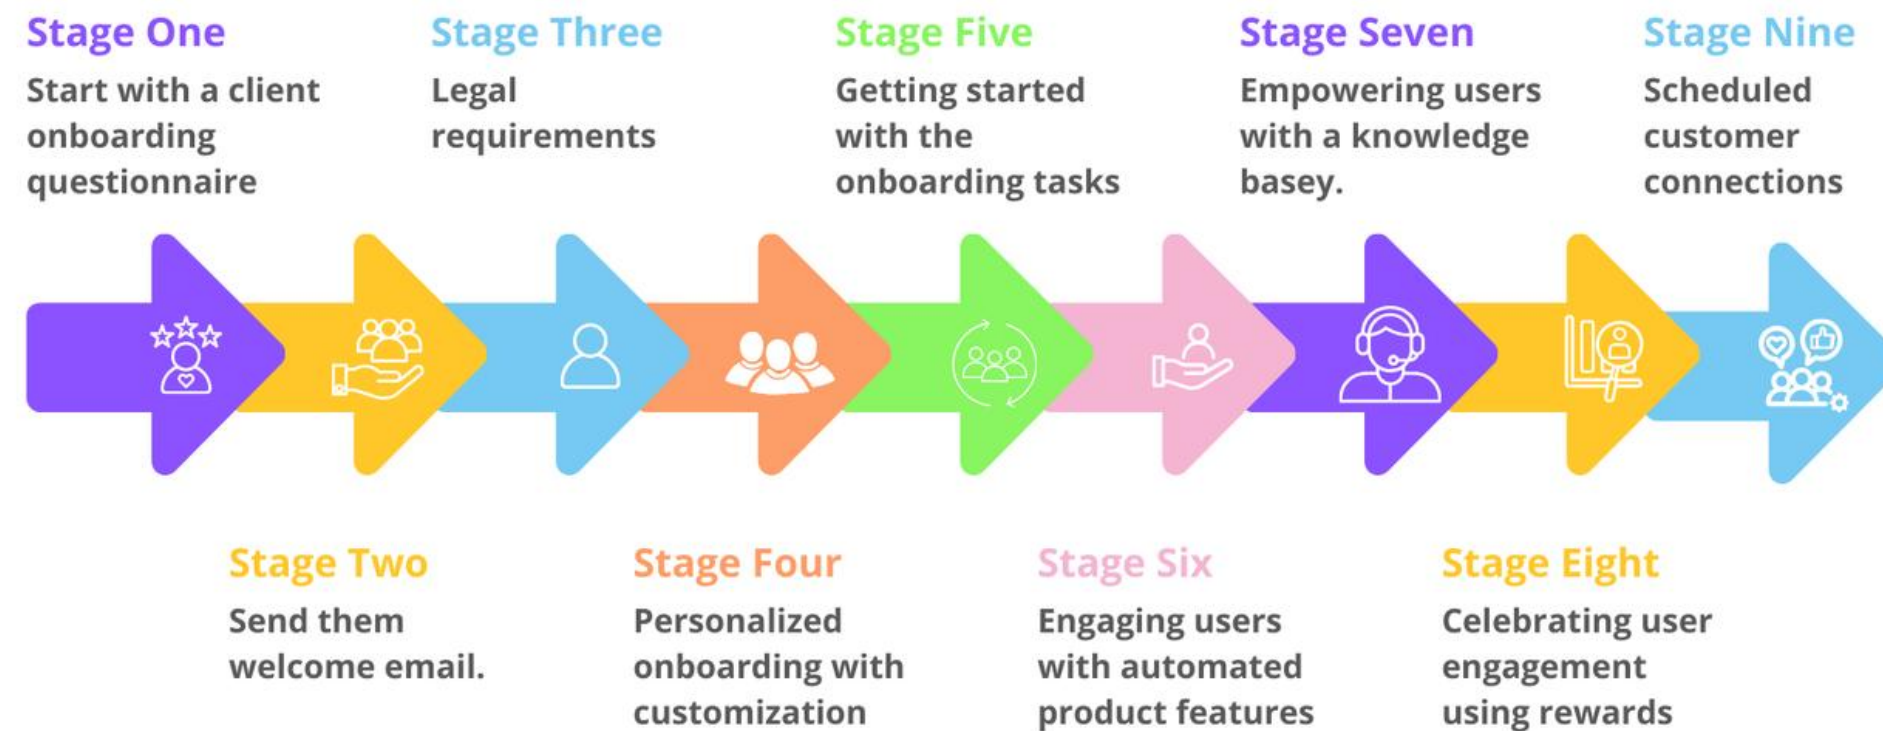 Stage One
Start with a client
onboarding
questionnaire
Stage Three
Legal
requirements
Stage Five
Getting started
with the
onboarding tasks
Stage Seven
Empowering users
with a knowledge
basey.
Stage Nine
Scheduled
customer
connections
Stage Two
Send them
welcome email.
Stage Four
Personalized
onboarding with
customization
Stage Six
Engaging users
with automated
product features
Stage Eight
Celebrating user
engagement
using rewards